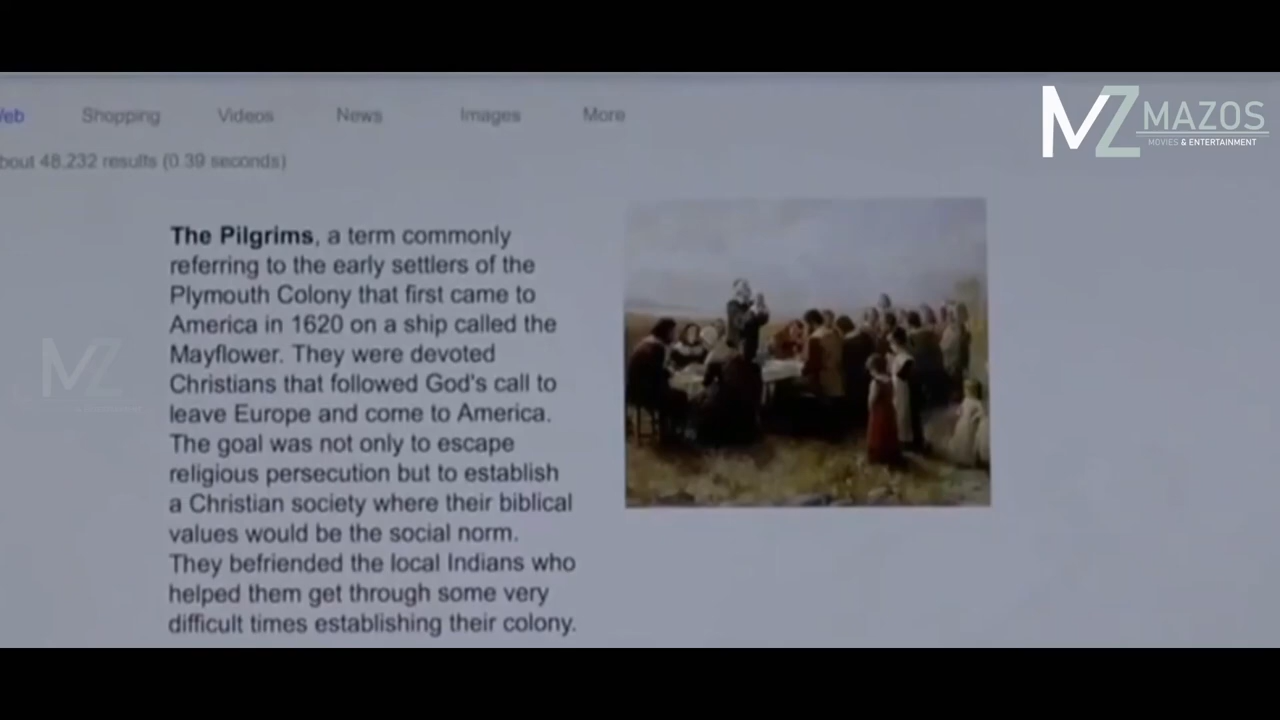 MZ MAZOS
MOVIES & ENTERTAINMENT
Web Shopping Videos News Images More
about 48,232 results (0.39 seconds)
The Pilgrims, a term commonly
referring to the early settlers of the
Plymouth Colony that first came to
America in 1620 on a ship called the
Mayflower. They were devoted
Christians that followed God's call to
leave Europe and come to America.
The goal was not only to escape
religious persecution but to establish
a Christian society where their biblical
values would be the social norm.
They befriended the local Indians who
helped them get through some very
difficult times establishing their colony.
MZ